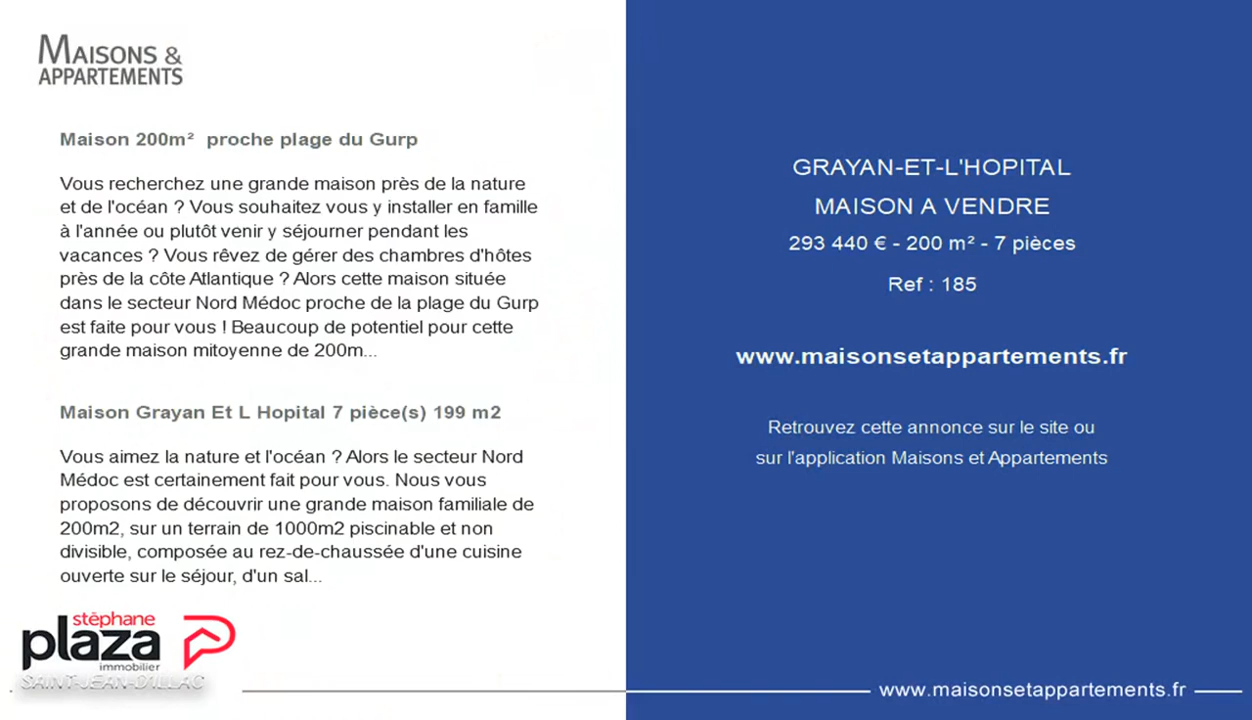 MAISONS &
APPARTEMENTS
Maison 200m² proche plage du Gurp
Vous recherchez une grande maison près de la nature
et de l'océan ? Vous souhaitez vous y installer en famille
à l'année ou plutôt venir y séjourner pendant les
vacances ? Vous rêvez de gérer des chambres d'hôtes
près de la côte Atlantique ? Alors cette maison située
dans le secteur Nord Médoc proche de la plage du Gurp
est faite pour vous ! Beaucoup de potentiel pour cette
grande maison mitoyenne de 200m...
Maison Grayan Et L Hopital 7 pièce(s) 199 m2
Vous aimez la nature et l'océan ? Alors le secteur Nord
Médoc est certainement fait pour vous. Nous vous
proposons de découvrir une grande maison familiale de
200m2, sur un terrain de 1000m2 piscinable et non
divisible, composée au rez-de-chaussée d'une cuisine
ouverte sur le séjour, d'un sal...
stéphane
plaza
immobilier
SAINT-JEAN-D'ILLAC
GRAYAN-ET-L'HOPITAL
MAISON A VENDRE
293 440 € - 200 m² - 7 pièces
Ref : 185
www.maisonsetappartements.fr
Retrouvez cette annonce sur le site ou
sur l'application Maisons et Appartements
www.maisonsetappartements.fr